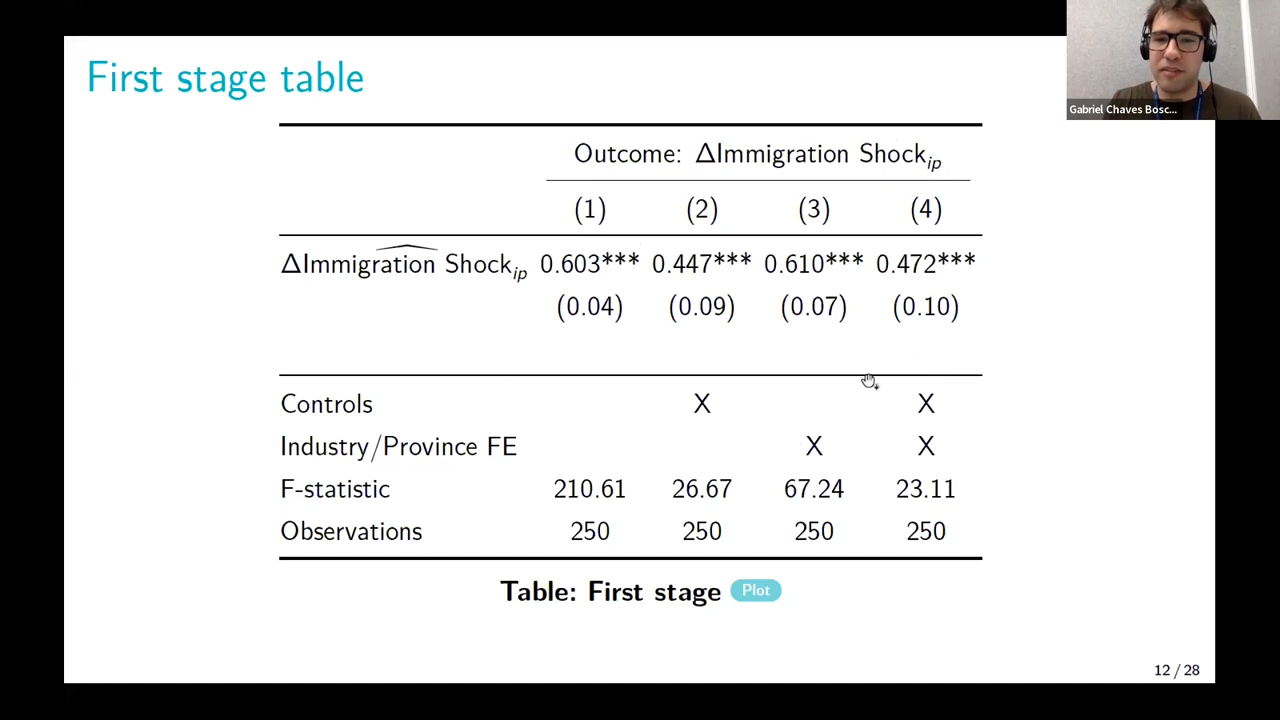 First stage table
Gabriel Chaves Bosc...
Outcome: ΔImmigration Shock_ip
(1) (2) (3) (4)
ΔImmigration Shock_ip 0.603*** 0.447*** 0.610*** 0.472***
(0.04) (0.09) (0.07) (0.10)
Controls X X
Industry/Province FE X X
F-statistic 210.61 26.67 67.24 23.11
Observations 250 250 250 250
Table: First stage Plot
12 / 28